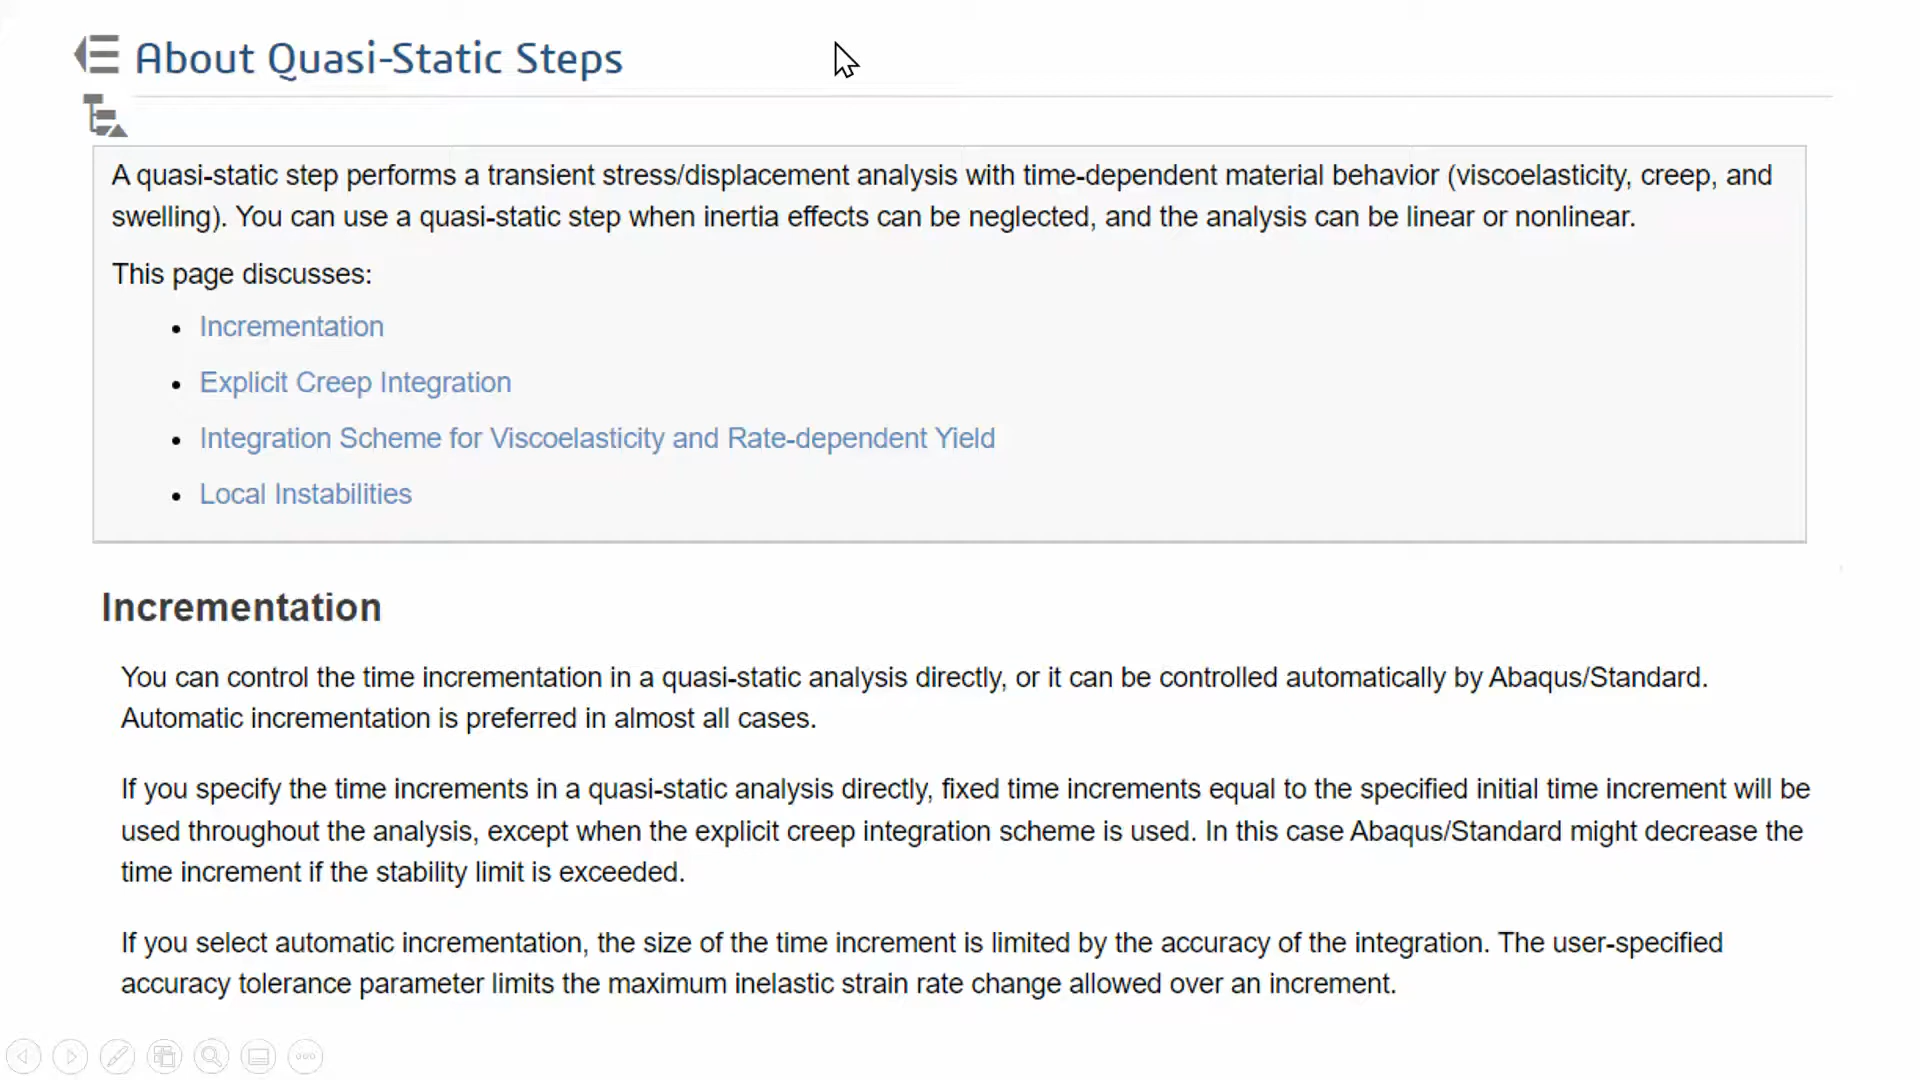 About Quasi-Static Steps
A quasi-static step performs a transient stress/displacement analysis with time-dependent material behavior (viscoelasticity, creep, and
swelling). You can use a quasi-static step when inertia effects can be neglected, and the analysis can be linear or nonlinear.
This page discusses:
• Incrementation
• Explicit Creep Integration
• Integration Scheme for Viscoelasticity and Rate-dependent Yield
• Local Instabilities
Incrementation
You can control the time incrementation in a quasi-static analysis directly, or it can be controlled automatically by Abaqus/Standard.
Automatic incrementation is preferred in almost all cases.
If you specify the time increments in a quasi-static analysis directly, fixed time increments equal to the specified initial time increment will be
used throughout the analysis, except when the explicit creep integration scheme is used. In this case Abaqus/Standard might decrease the
time increment if the stability limit is exceeded.
If you select automatic incrementation, the size of the time increment is limited by the accuracy of the integration. The user-specified
accuracy tolerance parameter limits the maximum inelastic strain rate change allowed over an increment.